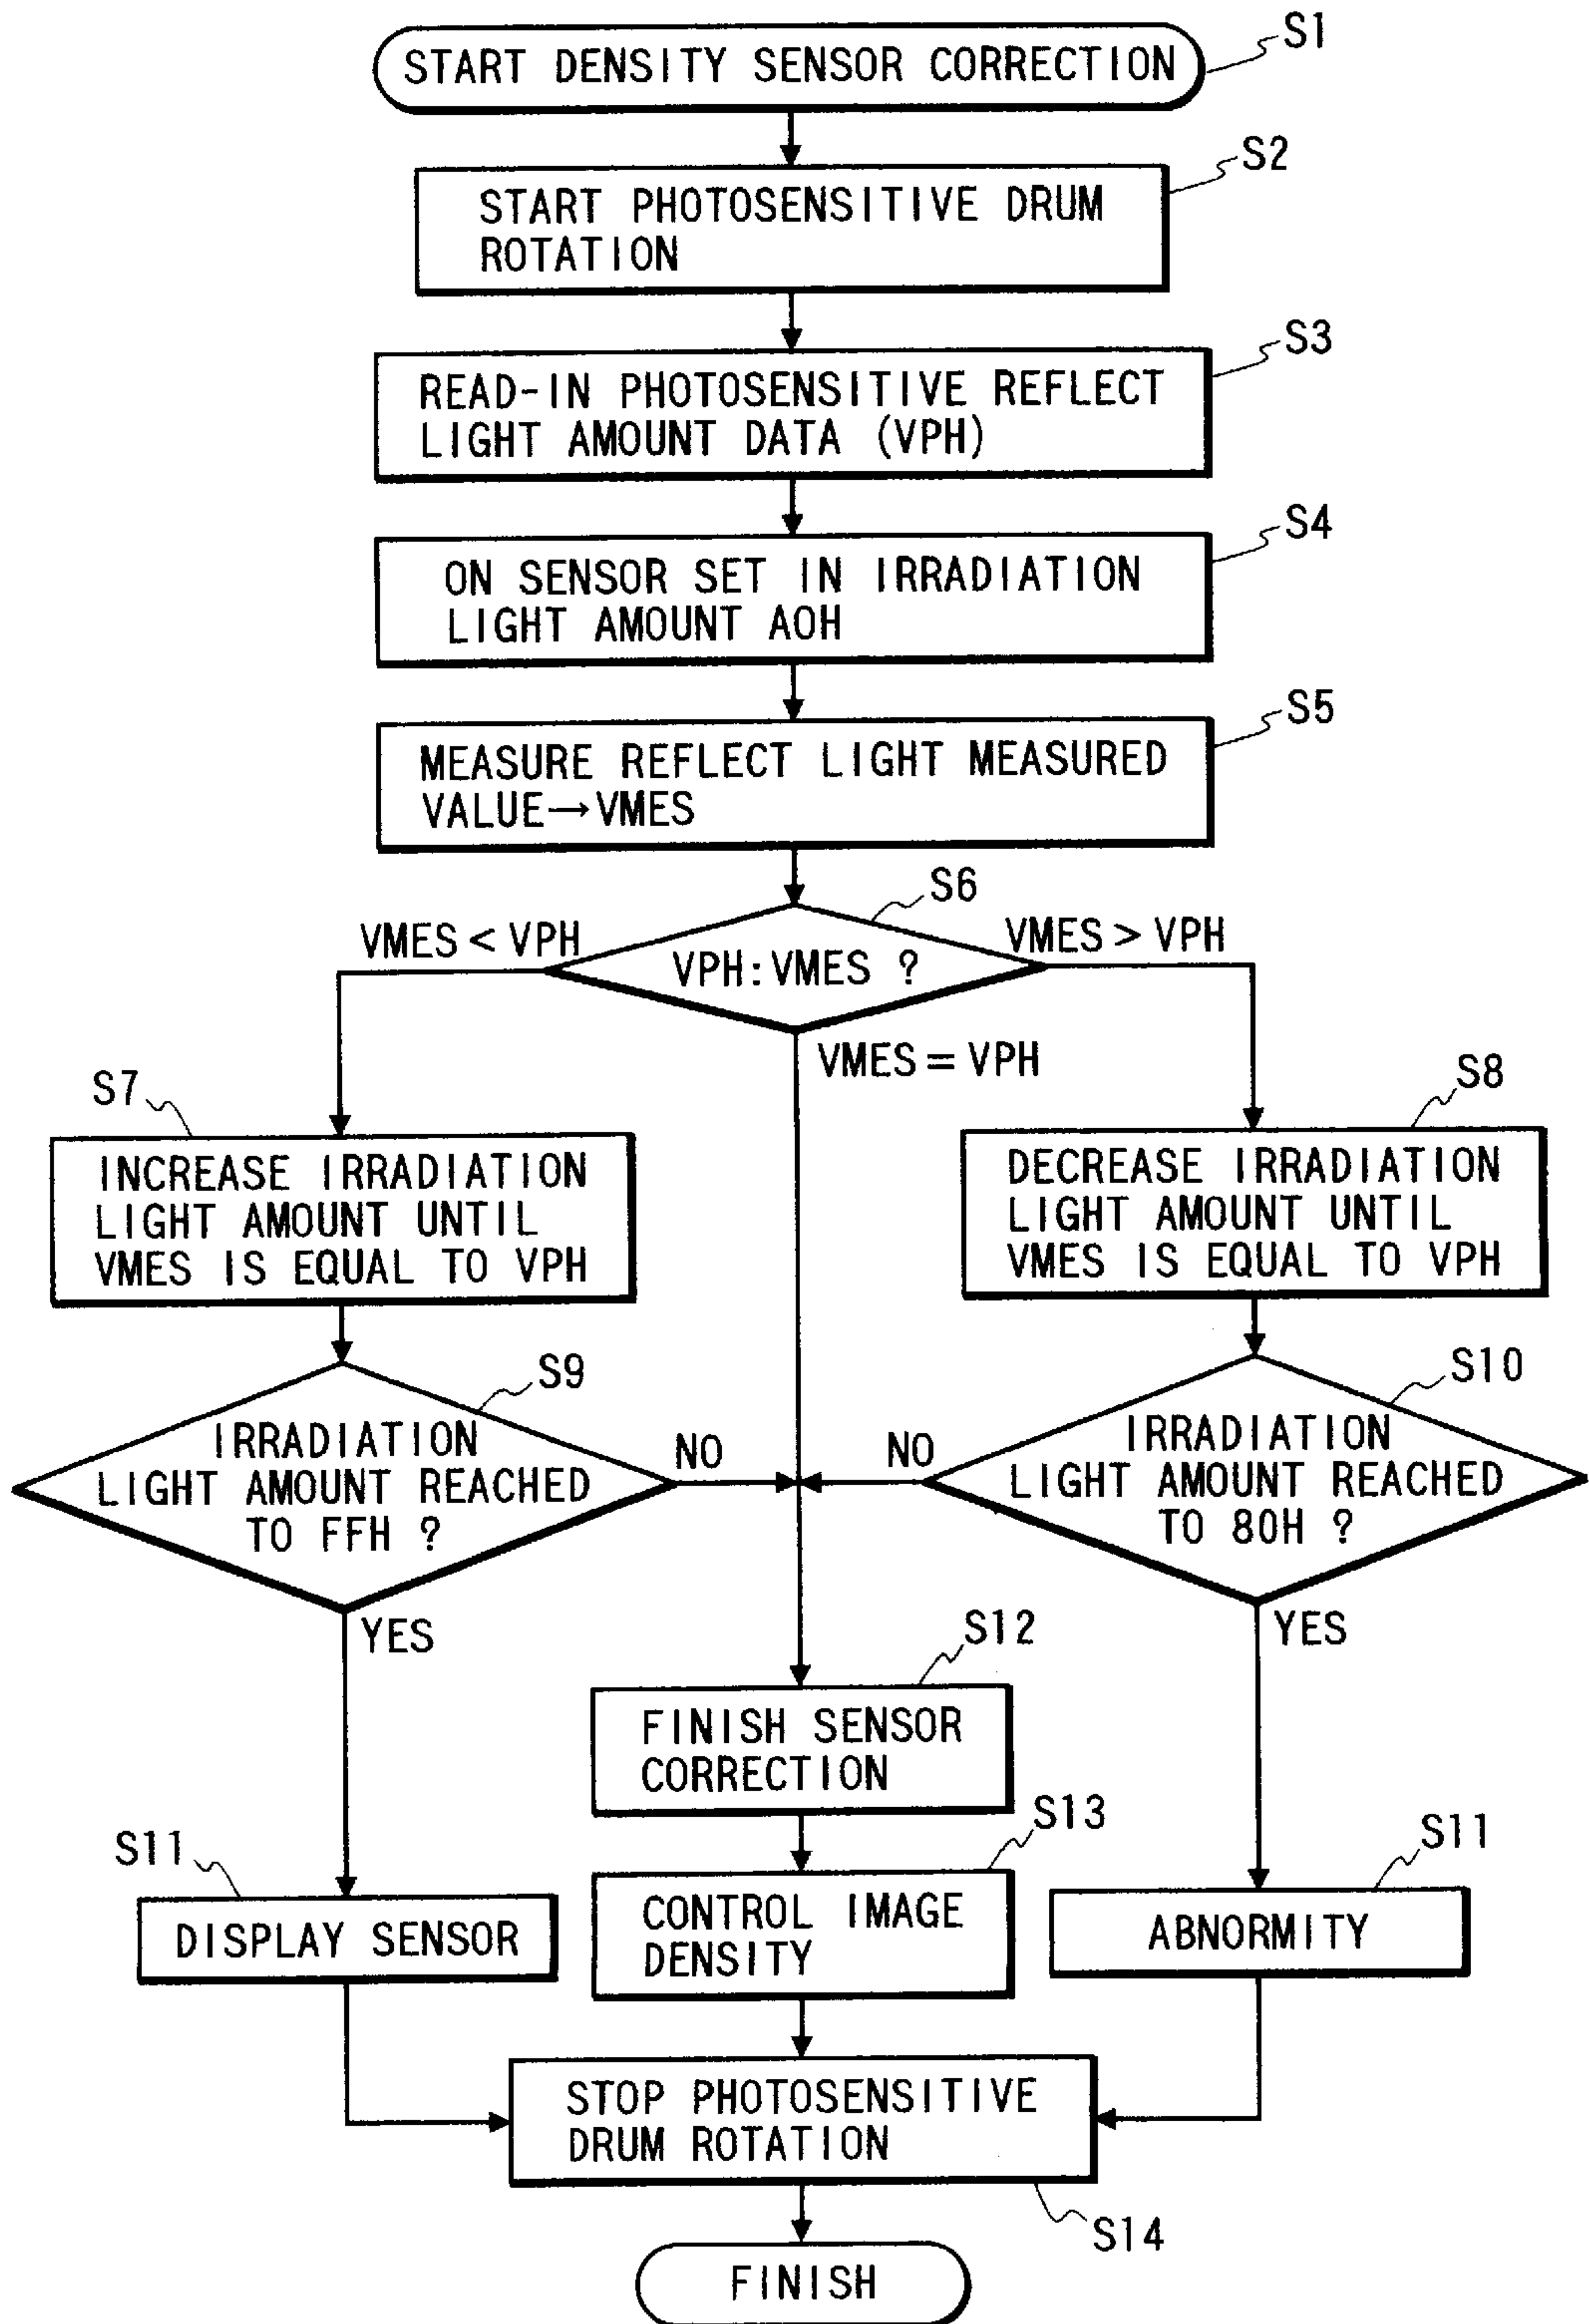 START DENSITY SENSOR CORRECTION
S1
S2
START PHOTOSENSITIVE DRUM
ROTATION
S3
READ-IN PHOTOSENSITIVE REFLECT
LIGHT AMOUNT DATA (VPH)
S4
ON SENSOR SET IN IRRADIATION
LIGHT AMOUNT AOH
S5
MEASURE REFLECT LIGHT MEASURED
VALUE→VMES
S6
VMES < VPH
VPH:VMES ?
VMES > VPH
VMES = VPH
S7
INCREASE IRRADIATION
LIGHT AMOUNT UNTIL
VMES IS EQUAL TO VPH
S8
DECREASE IRRADIATION
LIGHT AMOUNT UNTIL
VMES IS EQUAL TO VPH
S9
IRRADIATION
LIGHT AMOUNT REACHED
TO FFH ?
NO
YES
S10
IRRADIATION
LIGHT AMOUNT REACHED
TO 80H ?
NO
YES
S12
FINISH SENSOR
CORRECTION
S11
DISPLAY SENSOR
S13
CONTROL IMAGE
DENSITY
S11
ABNORMITY
STOP PHOTOSENSITIVE
DRUM ROTATION
S14
FINISH